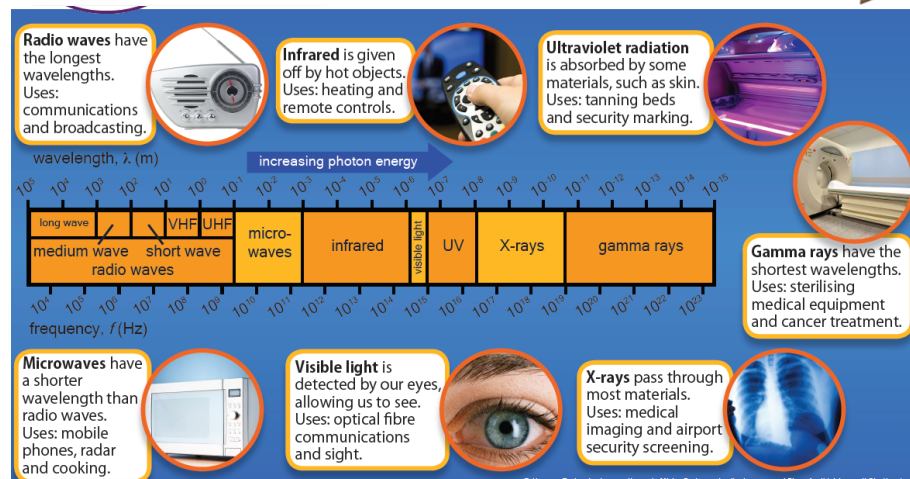 Radio waves have
the longest
wavelengths.
Uses:
communications
and broadcasting.
Infrared is given
off by hot objects.
Uses: heating and
remote controls.
Ultraviolet radiation
is absorbed by some
materials, such as skin.
Uses: tanning beds
and security marking.
wavelength, λ (m)
increasing photon energy
10⁵ 10⁴ 10³ 10² 10¹ 10⁰ 10⁻¹ 10⁻² 10⁻³ 10⁻⁴ 10⁻⁵ 10⁻⁶ 10⁻⁷ 10⁻⁸ 10⁻⁹ 10⁻¹⁰ 10⁻¹¹ 10⁻¹² 10⁻¹³ 10⁻¹⁴ 10⁻¹⁵
long wave
VHF
UHF
medium wave
short wave
radio waves
micro-
waves
infrared
visible light
UV
X-rays
gamma rays
10⁴ 10⁵ 10⁶ 10⁷ 10⁸ 10⁹ 10¹⁰ 10¹¹ 10¹² 10¹³ 10¹⁴ 10¹⁵ 10¹⁶ 10¹⁷ 10¹⁸ 10¹⁹ 10²⁰ 10²¹ 10²² 10²³
frequency, f (Hz)
Gamma rays have the
shortest wavelengths.
Uses: sterilising
medical equipment
and cancer treatment.
Microwaves have
a shorter
wavelength than
radio waves.
Uses: mobile
phones, radar
and cooking.
Visible light is
detected by our eyes,
allowing us to see.
Uses: optical fibre
communications
and sight.
X-rays pass through
most materials.
Uses: medical
imaging and airport
security screening.